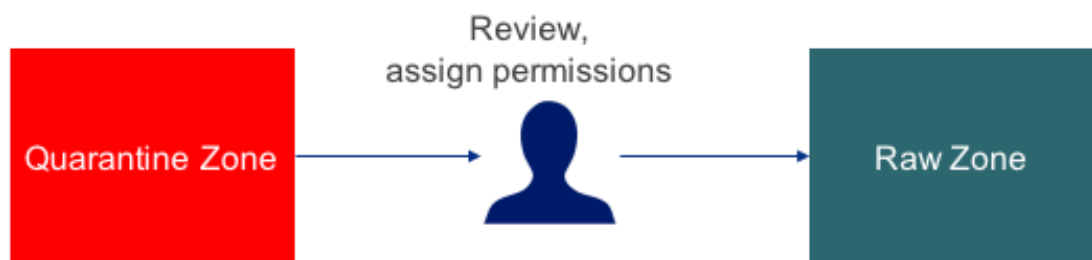 Review,
assign permissions
Quarantine Zone
Raw Zone